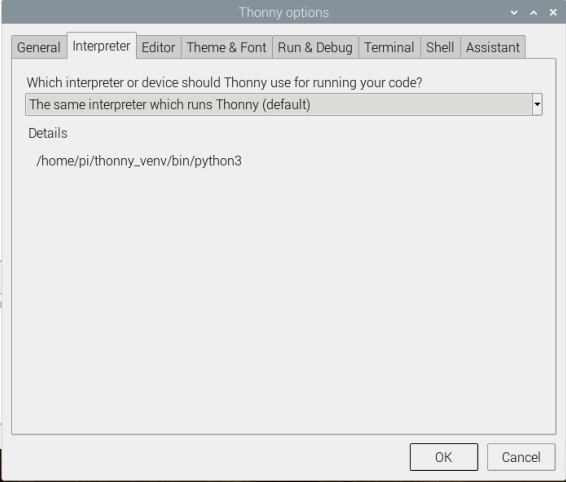 Thonny options
General Interpreter Editor Theme & Font Run & Debug Terminal Shell Assistant
Which interpreter or device should Thonny use for running your code?
The same interpreter which runs Thonny (default)
Details
/home/pi/thonny_venv/bin/python3
OK Cancel